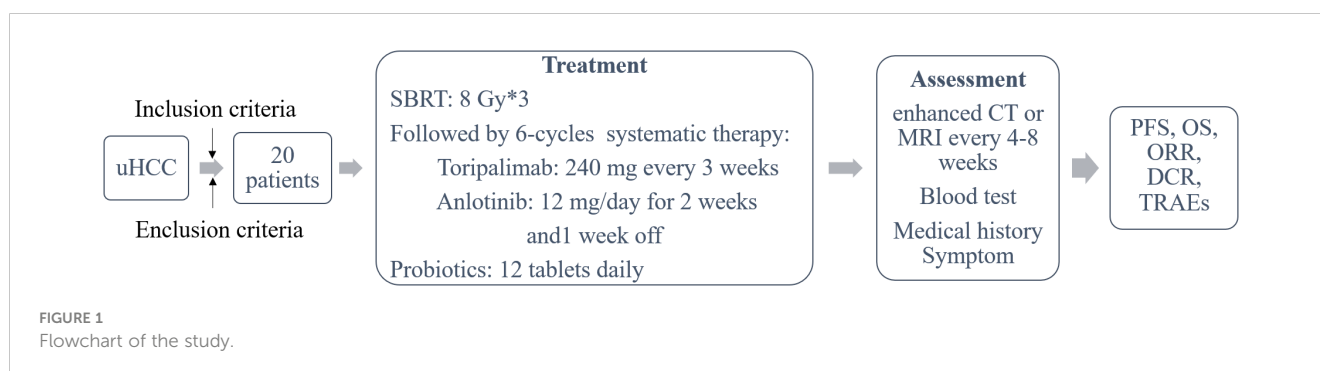 Inclusion criteria
uHCC
Enclusion criteria
20
patients
Treatment
SBRT: 8 Gy*3
Followed by 6-cycles systematic therapy:
Toripalimab: 240 mg every 3 weeks
Anlotinib: 12 mg/day for 2 weeks
and1 week off
Probiotics: 12 tablets daily
Assessment
enhanced CT or
MRI every 4-8
weeks
Blood test
Medical history
Symptom
PFS, OS,
ORR,
DCR,
TRAEs
FIGURE 1
Flowchart of the study.